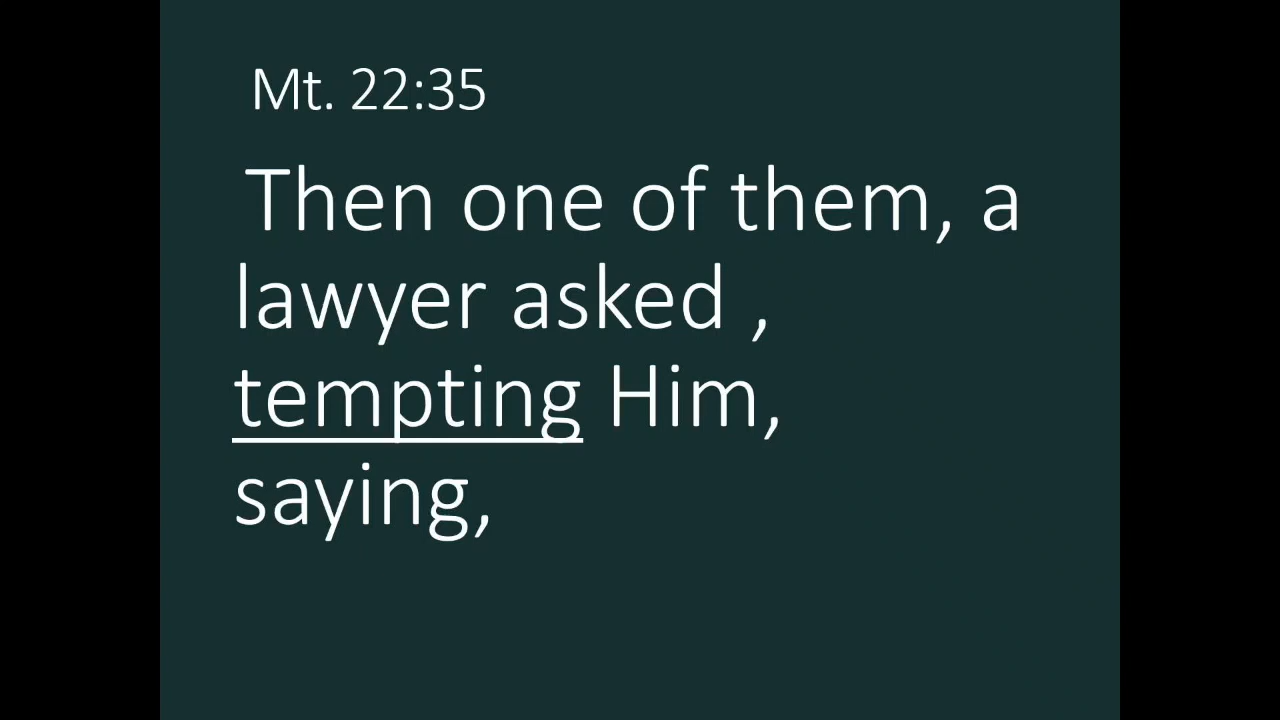 Mt. 22:35
Then one of them, a
lawyer asked ,
tempting Him,
saying,